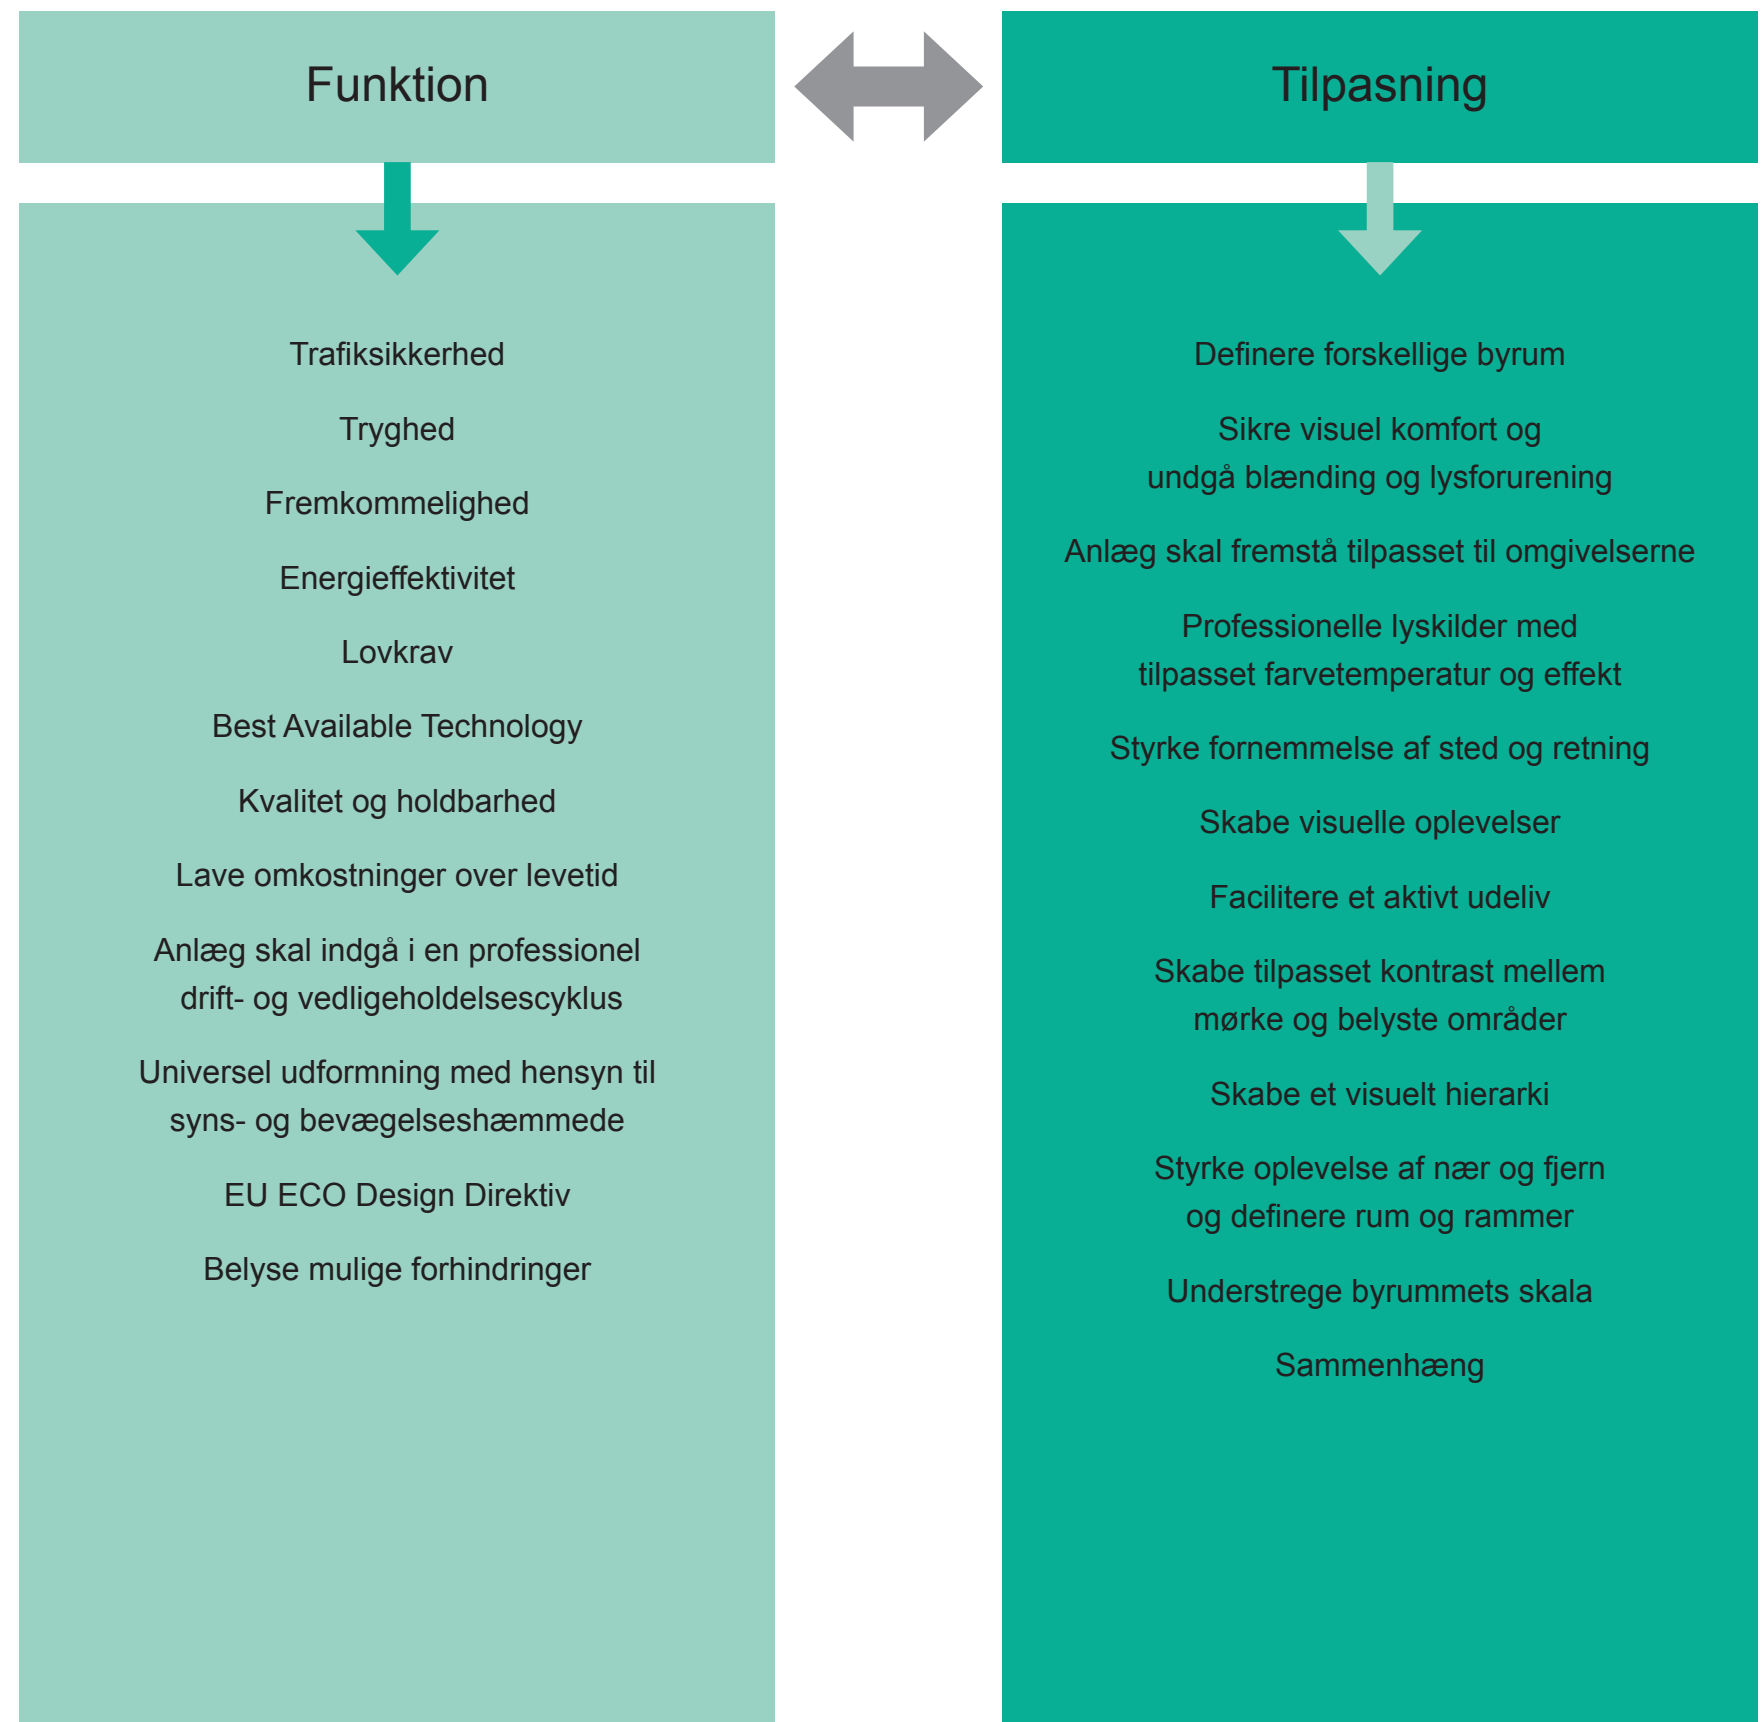 Funktion
Trafiksikkerhed
Tryghed
Fremkommelighed
Energieffektivitet
Lovkrav
Best Available Technology
Kvalitet og holdbarhed
Lave omkostninger over levetid
Anlæg skal indgå i en professionel
drift- og vedligeholdelsescyklus
Universel udformning med hensyn til
syns- og bevægelseshæmmede
EU ECO Design Direktiv
Belyse mulige forhindringer
Tilpasning
Definere forskellige byrum
Sikre visuel komfort og
undgå blænding og lysforurening
Anlæg skal fremstå tilpasset til omgivelserne
Professionelle lyskilder med
tilpasset farvetemperatur og effekt
Styrke fornemmelse af sted og retning
Skabe visuelle oplevelser
Facilitere et aktivt udeliv
Skabe tilpasset kontrast mellem
mørke og belyste områder
Skabe et visuelt hierarki
Styrke oplevelse af nær og fjern
og definere rum og rammer
Understrege byrummets skala
Sammenhæng